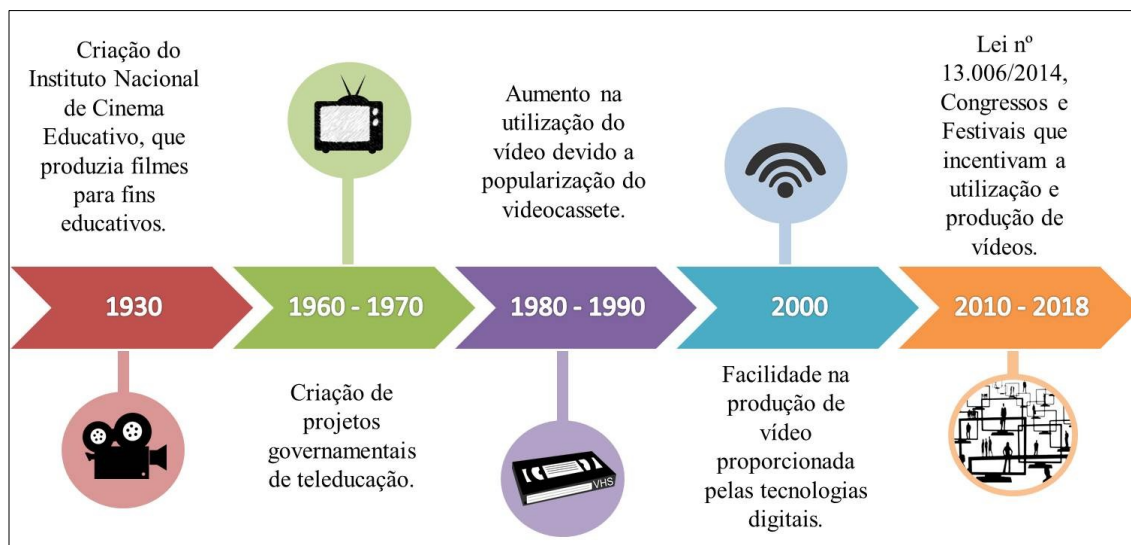 Criação do
Instituto Nacional
de Cinema
Educativo, que
produzia filmes
para fins
educativos.
1930
1960 - 1970
Criação de
projetos
governamentais
de teleducação.
Aumento na
utilização do
vídeo devido a
popularização do
videocassete.
1980 - 1990
VHS
2000
Facilidade na
produção de
vídeo
proporcionada
pelas tecnologias
digitais.
Lei nº
13.006/2014,
Congressos e
Festivais que
incentivam a
utilização e
produção de
vídeos.
2010 - 2018